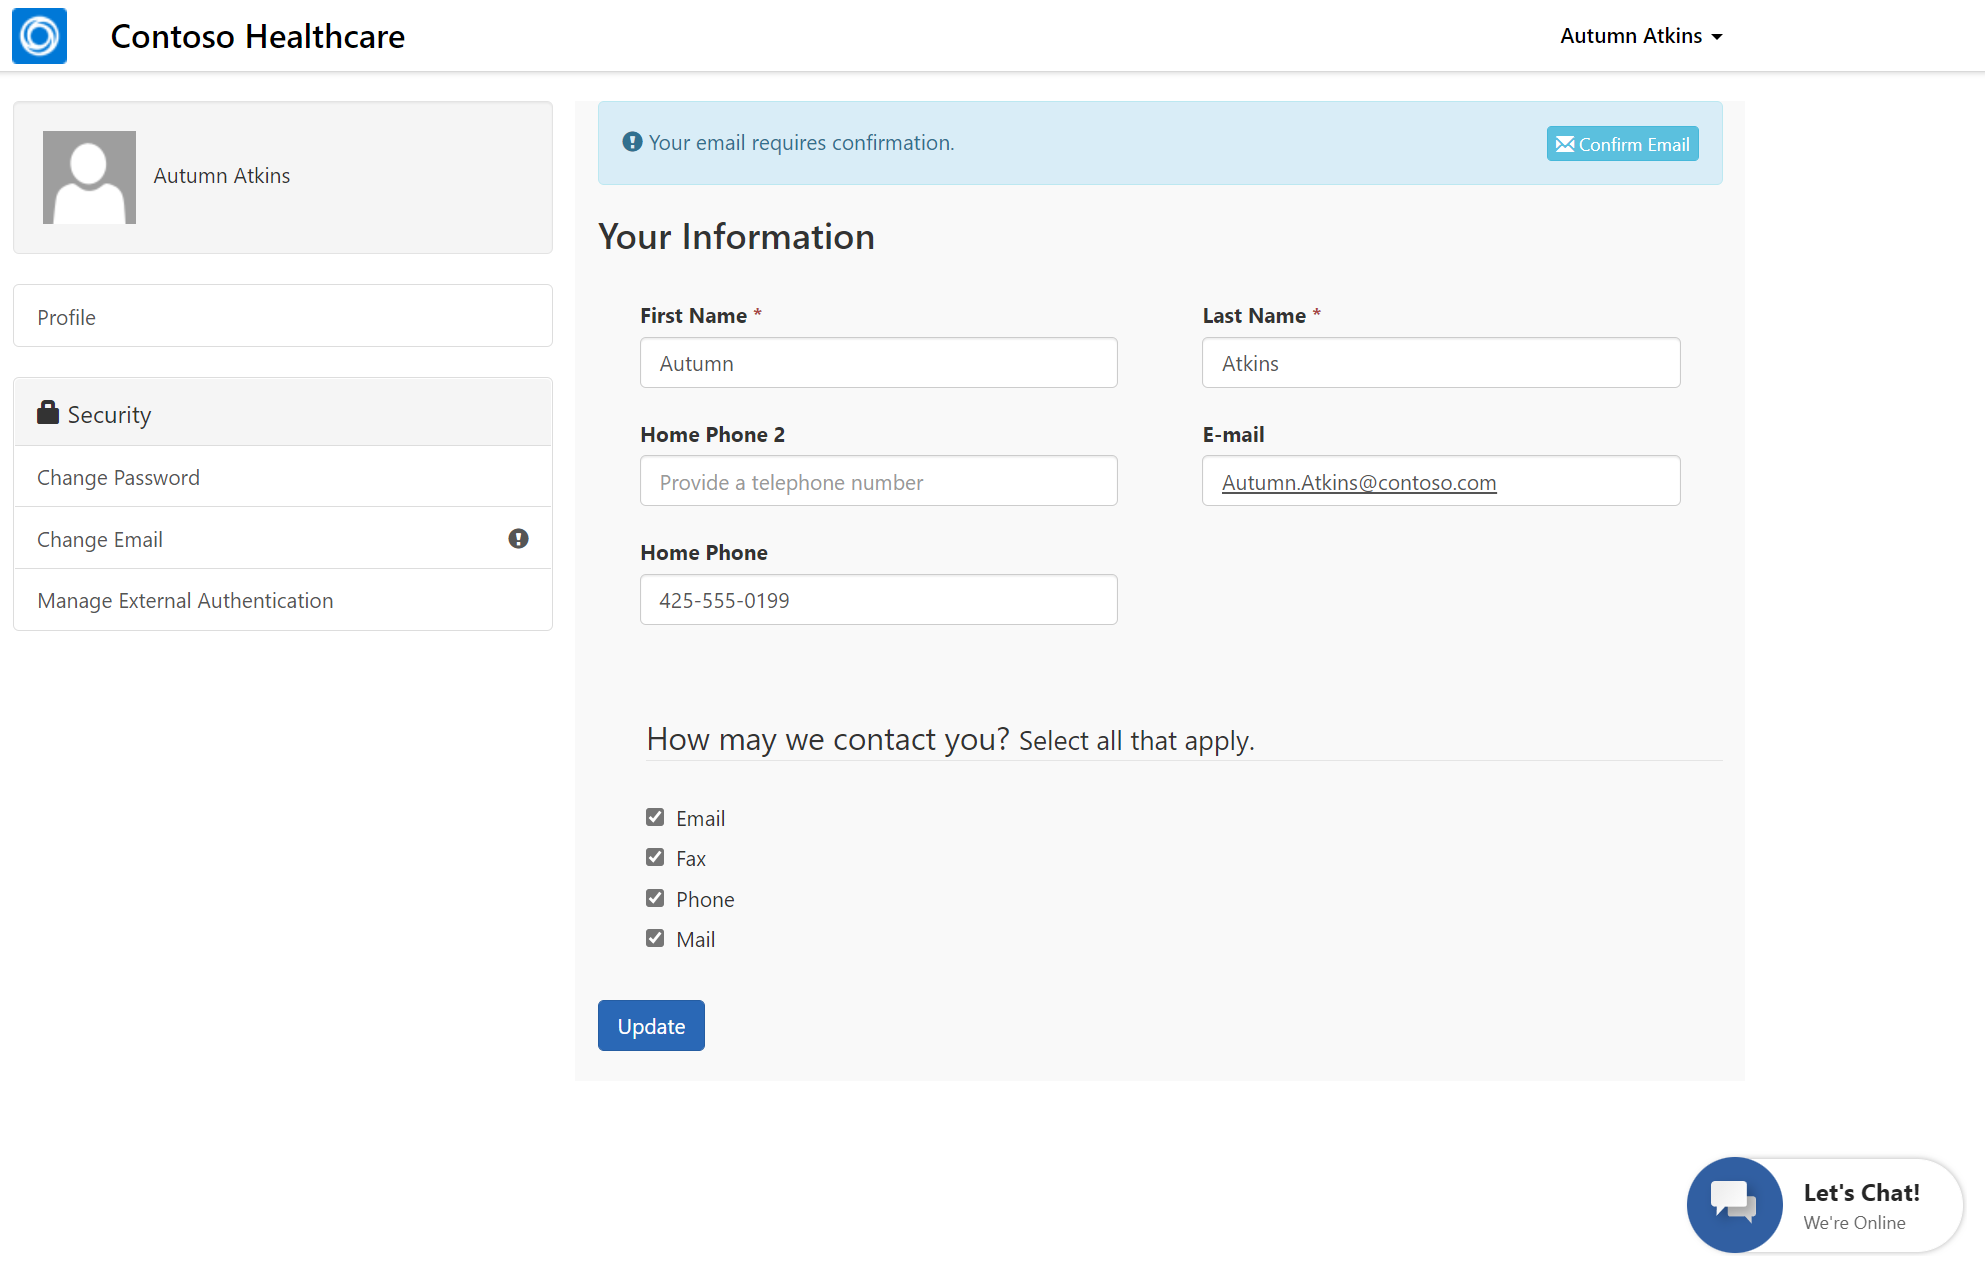 Contoso Healthcare
Autumn Atkins
Autumn Atkins
Profile
Security
Change Password
Change Email
Manage External Authentication
Your email requires confirmation.
Confirm Email
Your Information
First Name *
Last Name *
Autumn
Atkins
Home Phone 2
E-mail
Provide a telephone number
Autumn.Atkins@contoso.com
Home Phone
425-555-0199
How may we contact you? Select all that apply.
Email
Fax
Phone
Mail
Update
Let's Chat!
We're Online